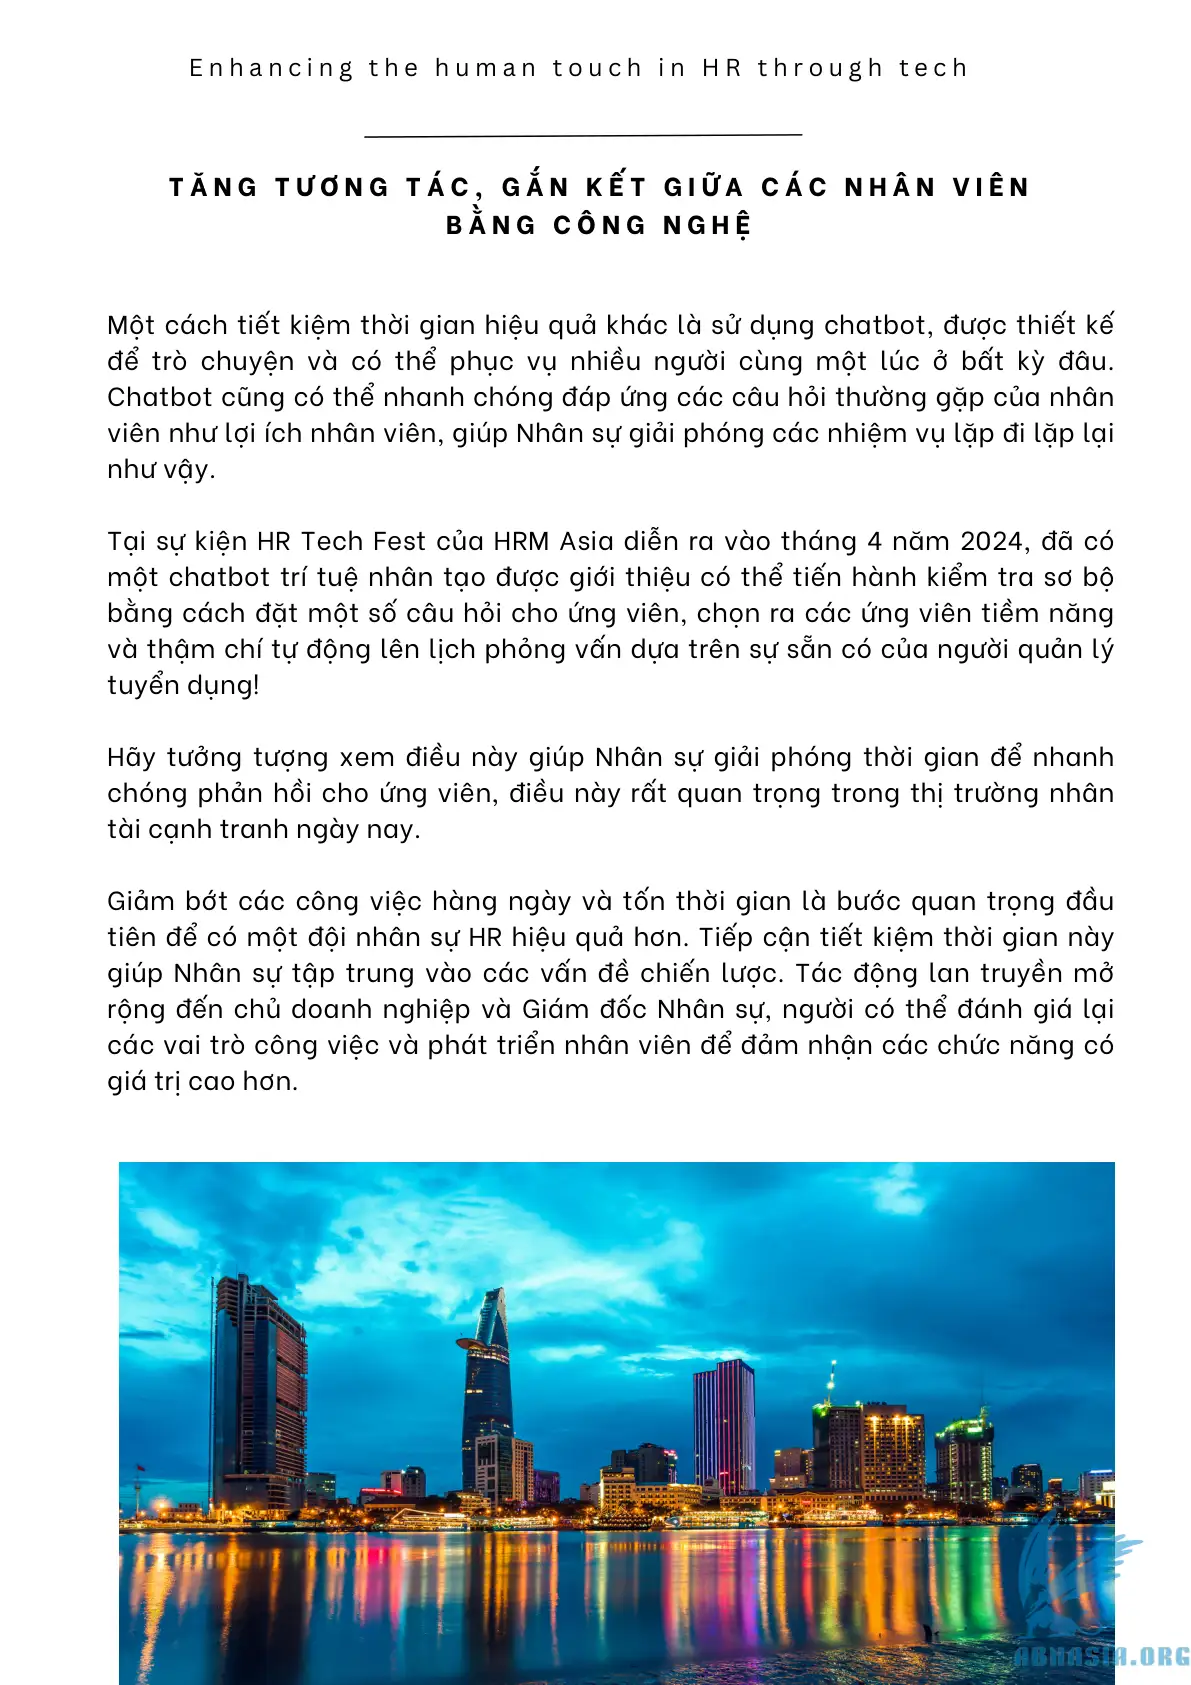 Enhancing the human touch in HR through tech
TĂNG TƯƠNG TÁC, GẮN KẾT GIỮA CÁC NHÂN VIÊN
BẰNG CÔNG NGHỆ
Một cách tiết kiệm thời gian hiệu quả khác là sử dụng chatbot, được thiết kế
để trò chuyện và có thể phục vụ nhiều người cùng một lúc ở bất kỳ đâu.
Chatbot cũng có thể nhanh chóng đáp ứng các câu hỏi thường gặp của nhân
viên như lợi ích nhân viên, giúp Nhân sự giải phóng các nhiệm vụ lặp đi lặp lại
như vậy.
Tại sự kiện HR Tech Fest của HRM Asia diễn ra vào tháng 4 năm 2024, đã có
một chatbot trí tuệ nhân tạo được giới thiệu có thể tiến hành kiểm tra sơ bộ
bằng cách đặt một số câu hỏi cho ứng viên, chọn ra các ứng viên tiềm năng
và thậm chí tự động lên lịch phỏng vấn dựa trên sự sẵn có của người quản lý
tuyển dụng!
Hãy tưởng tượng xem điều này giúp Nhân sự giải phóng thời gian để nhanh
chóng phản hồi cho ứng viên, điều này rất quan trọng trong thị trường nhân
tài cạnh tranh ngày nay.
Giảm bớt các công việc hàng ngày và tốn thời gian là bước quan trọng đầu
tiên để có một đội nhân sự HR hiệu quả hơn. Tiếp cận tiết kiệm thời gian này
giúp Nhân sự tập trung vào các vấn đề chiến lược. Tác động lan truyền mở
rộng đến chủ doanh nghiệp và Giám đốc Nhân sự, người có thể đánh giá lại
các vai trò công việc và phát triển nhân viên để đảm nhận các chức năng có
giá trị cao hơn.
ABNASIA.ORG